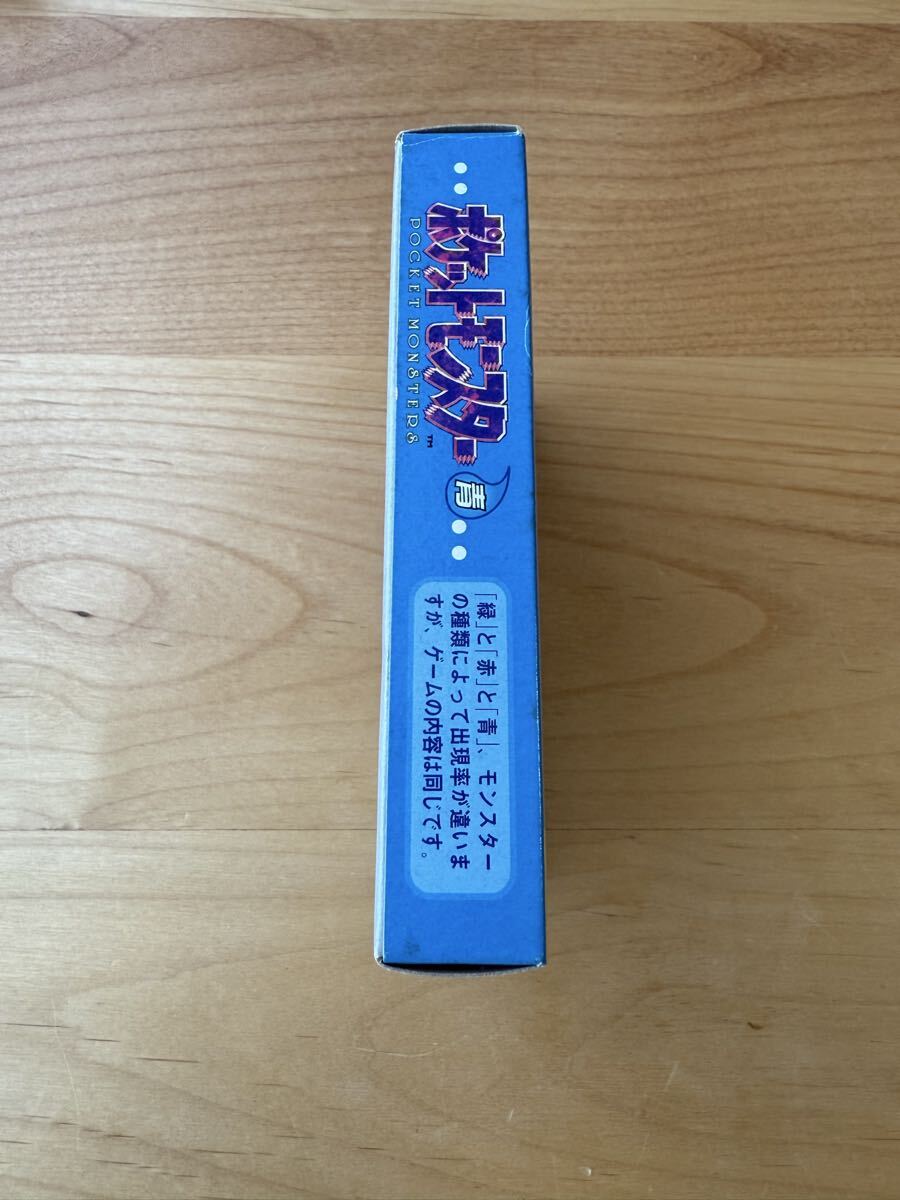 ポケットモンスター™
POCKET MONSTERS
青
「緑」と「赤」と「青」、モンスター
の種類によって出現率が違いま
すが、ゲームの内容は同じです。